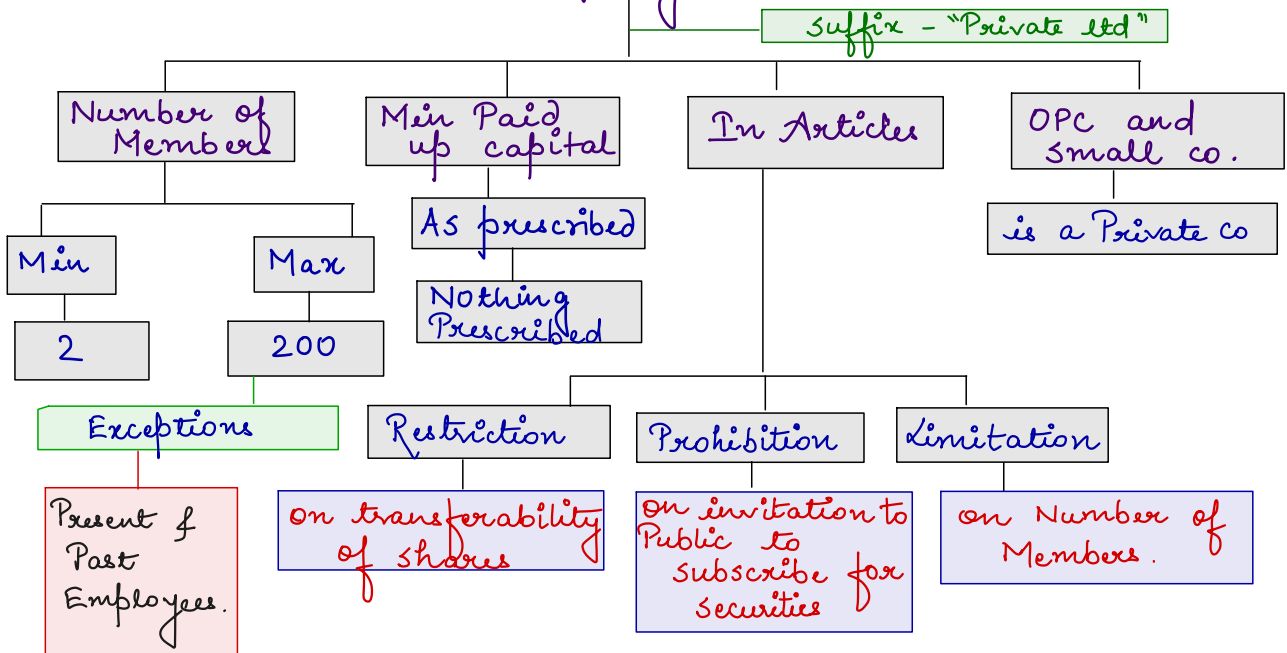 suffix - "Private ltd"
Number of
Members
Min Paid
up capital
In Articles
OPC and
small co.
As prescribed
is a Private co
Min
Max
Nothing
Prescribed
2
200
Exceptions
Restriction
Prohibition
Limitation
Present &
Past
Employees.
on transferability
of shares
on invitation to
Public to
subscribe for
securities
on Number of
Members.